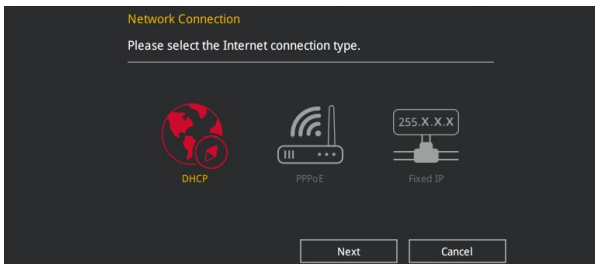 Network Connection
Please select the Internet connection type.
255.X.X.X
DHCP PPPoE Fixed IP
Next Cancel